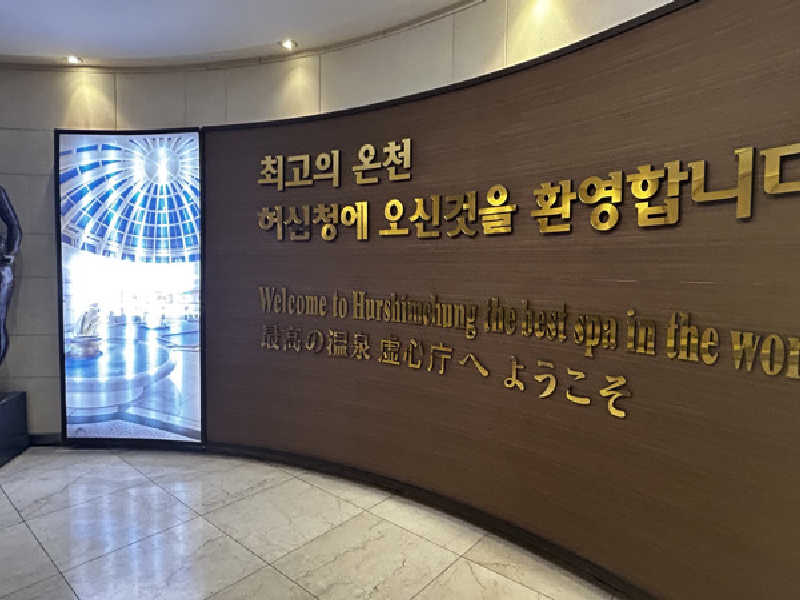 최고의 온천
허심청에 오신것을 환영합니다
Welcome to Hurshimchung the best spa in the wor
最高の温泉 虚心庁へ ようこそ